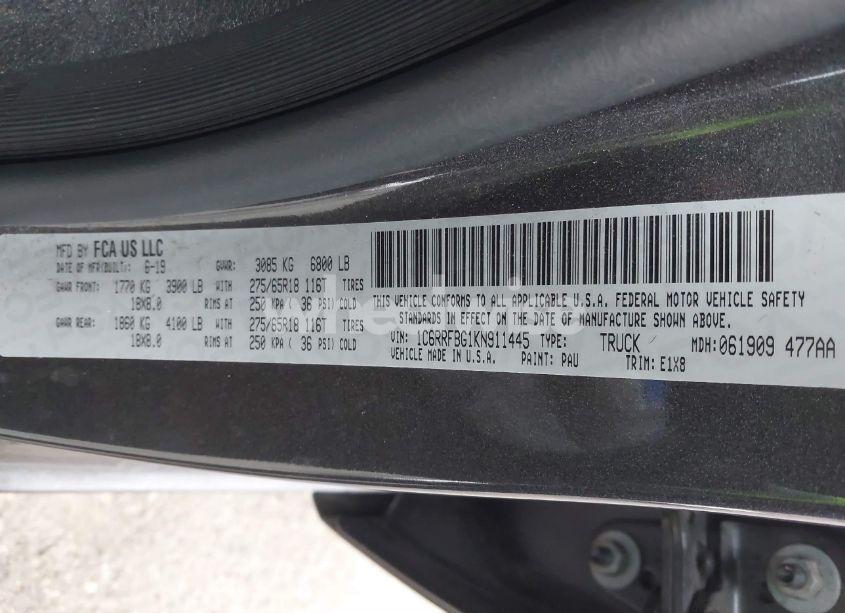 MFD BY FCA US LLC
DATE OF MFR(BUILT): 6-19 GVWR: 3085 KG 6800 LB
GAWR FRONT: 1770 KG 3900 LB WITH 275/65R18 116T TIRES
18X8.0 RIMS AT 250 KPA ( 36 PSI) COLD
GAWR REAR: 1860 KG 4100 LB WITH 275/65R18 116T TIRES
18X8.0 RIMS AT 250 KPA ( 36 PSI) COLD
THIS VEHICLE CONFORMS TO ALL APPLICABLE U.S.A. FEDERAL MOTOR VEHICLE SAFETY
STANDARDS IN EFFECT ON THE DATE OF MANUFACTURE SHOWN ABOVE.
VIN: 1C6RRFBG1KN911445 TYPE: TRUCK MDH:061909 477AA
VEHICLE MADE IN U.S.A. PAINT: PAU TRIM: E1X8